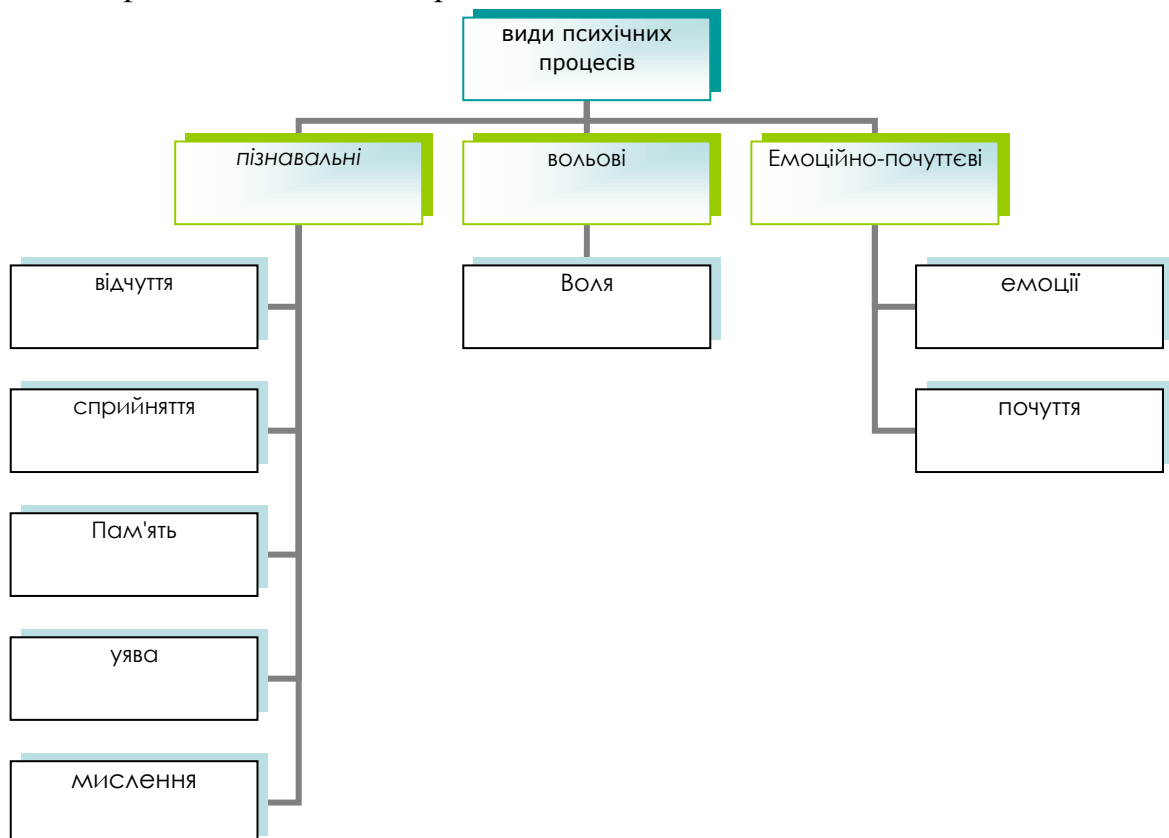 види психічних
процесів
пізнавальні
вольові
Емоційно-почуттєві
відчуття
Воля
емоції
сприйняття
почуття
Пам'ять
уява
мислення